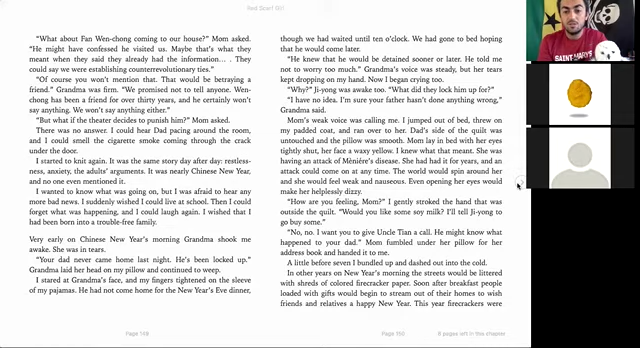 Red Scarf Girl
“What about Fan Wen-chong coming to our house?” Mom asked.
“He might have confessed he visited us. Maybe that’s what they
meant when they said they already had the information. . . . They
could say we were establishing counterrevolutionary ties.”
“Of course you won’t mention that. That would be betraying a
friend.” Grandma was firm. “We promised not to tell anyone. Wen-
chong has been a friend for over thirty years, and he certainly won’t
say anything. We won’t say anything either.”
“But what if the theater decides to punish him?” Mom asked.
There was no answer. I could hear Dad pacing around the room,
and I could smell the cigarette smoke coming through the crack
under the door.
I started to knit again. It was the same story day after day: restless-
ness, anxiety, the adults’ arguments. It was nearly Chinese New Year,
and no one even mentioned it.
I wanted to know what was going on, but I was afraid to hear any
more bad news. I suddenly wished I could live at school. Then I could
forget what was happening, and I could laugh again. I wished that I
had been born into a trouble-free family.
Very early on Chinese New Year’s morning Grandma shook me
awake. She was in tears.
“Your dad never came home last night. He’s been locked up.”
Grandma laid her head on my pillow and continued to weep.
I stared at Grandma’s face, and my fingers tightened on the sleeve
of my pajamas. He had not come home for the New Year’s Eve dinner,
Page 149
though we had waited until ten o’clock. We had gone to bed hoping
that he would come later.
“He knew that he would be detained sooner or later. He told me
not to worry too much.” Grandma’s voice was steady, but her tears
kept dropping on my hand. Now I began crying too.
“Why?” Ji-yong was awake too. “What did they lock him up for?”
“I have no idea. I’m sure your father hasn’t done anything wrong,”
Grandma said.
Mom’s weak voice was calling me. I jumped out of bed, threw on
my padded coat, and ran over to her. Dad’s side of the quilt was
untouched and the pillow was smooth. Mom lay in bed with her eyes
tightly shut, her face a waxy yellow. I knew what that meant. She was
having an attack of Ménière’s disease. She had had it for years, and an
attack could come on at any time. The world would spin around her
and she would feel weak and nauseous. Even opening her eyes would
make her helplessly dizzy.
“How are you feeling, Mom?” I gently stroked the hand that was
outside the quilt. “Would you like some soy milk? I’ll tell Ji-yong to
go buy some.”
“No, no. I want you to give Uncle Tian a call. He might know what
happened to your dad.” Mom fumbled under her pillow for her
address book and handed it to me.
A little before seven I bundled up and dashed out into the cold.
In other years on New Year’s morning the streets would be littered
with shreds of colored firecracker paper. Soon after breakfast people
loaded with gifts would begin to stream out of their homes to wish
friends and relatives a happy New Year. This year firecrackers were
Page 150
6 pages left in this chapter
SAINT MARY'S